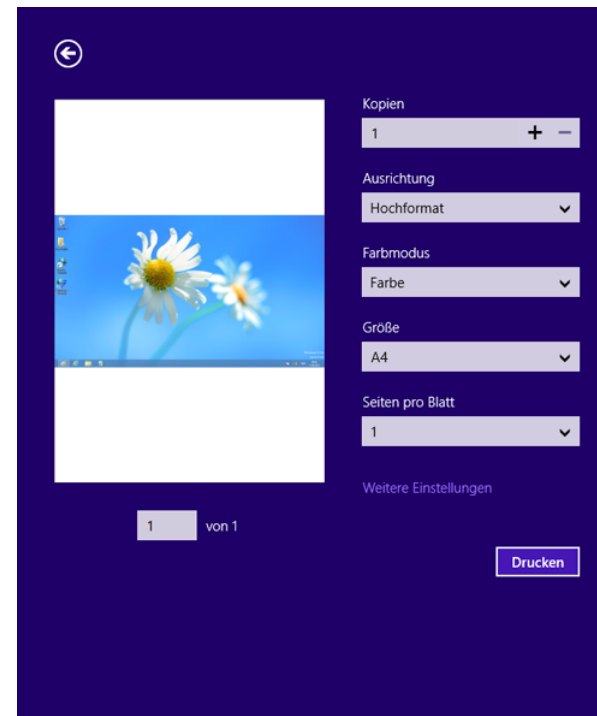 Kopien
1
Ausrichtung
Hochformat
Farbmodus
Farbe
Größe
A4
Seiten pro Blatt
1
Weitere Einstellungen
1 von 1
Drucken